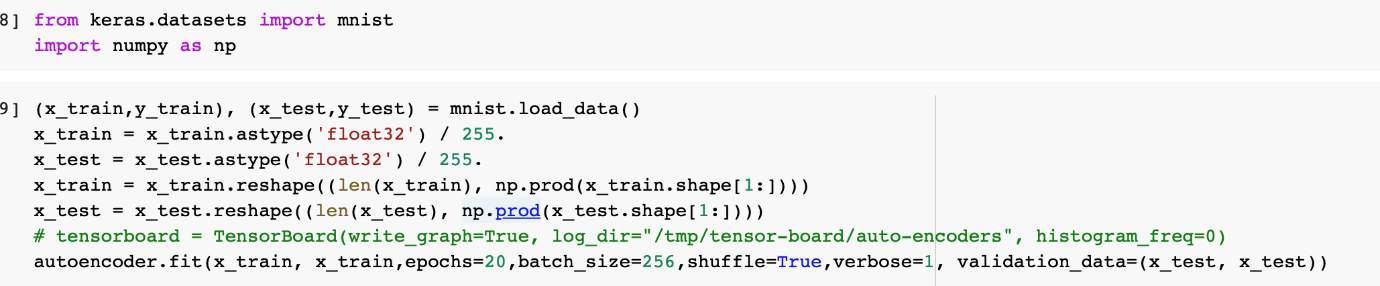 8] from keras.datasets import mnist
import numpy as np
9] (x_train,y_train), (x_test,y_test) = mnist.load_data()
x_train = x_train.astype('float32') / 255.
x_test = x_test.astype('float32') / 255.
x_train = x_train.reshape((len(x_train), np.prod(x_train.shape[1:])))
x_test = x_test.reshape((len(x_test), np.prod(x_test.shape[1:])))
# tensorboard = TensorBoard(write_graph=True, log_dir="/tmp/tensor-board/auto-encoders", histogram_freq=0)
autoencoder.fit(x_train, x_train,epochs=20,batch_size=256,shuffle=True,verbose=1, validation_data=(x_test, x_test))